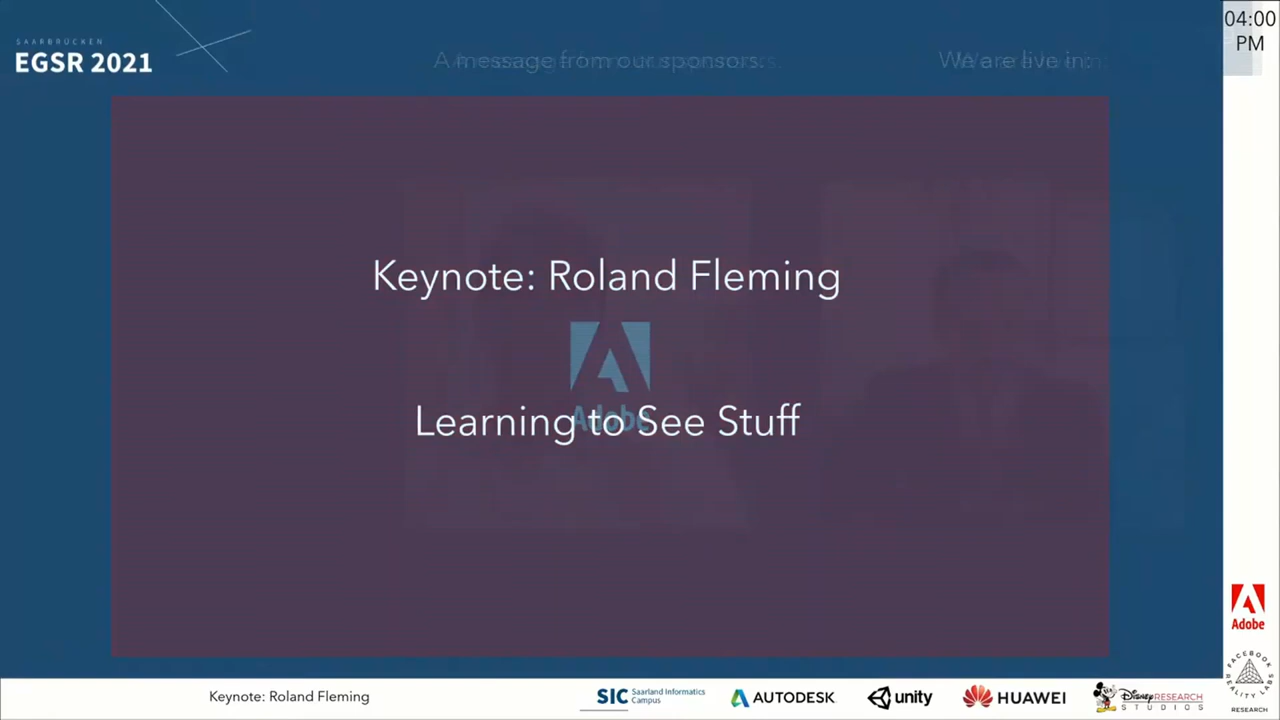 SAARBRÜCKEN
EGSR 2021
A message from our sponsors.
We are live in:
04:00
PM
Keynote: Roland Fleming
Adobe
Learning to See Stuff
Adobe
FACEBOOK
REALITY LABS
RESEARCH
Keynote: Roland Fleming
SIC Saarland Informatics
Campus
AUTODESK
unity
HUAWEI
Disney RESEARCH
STUDIOS